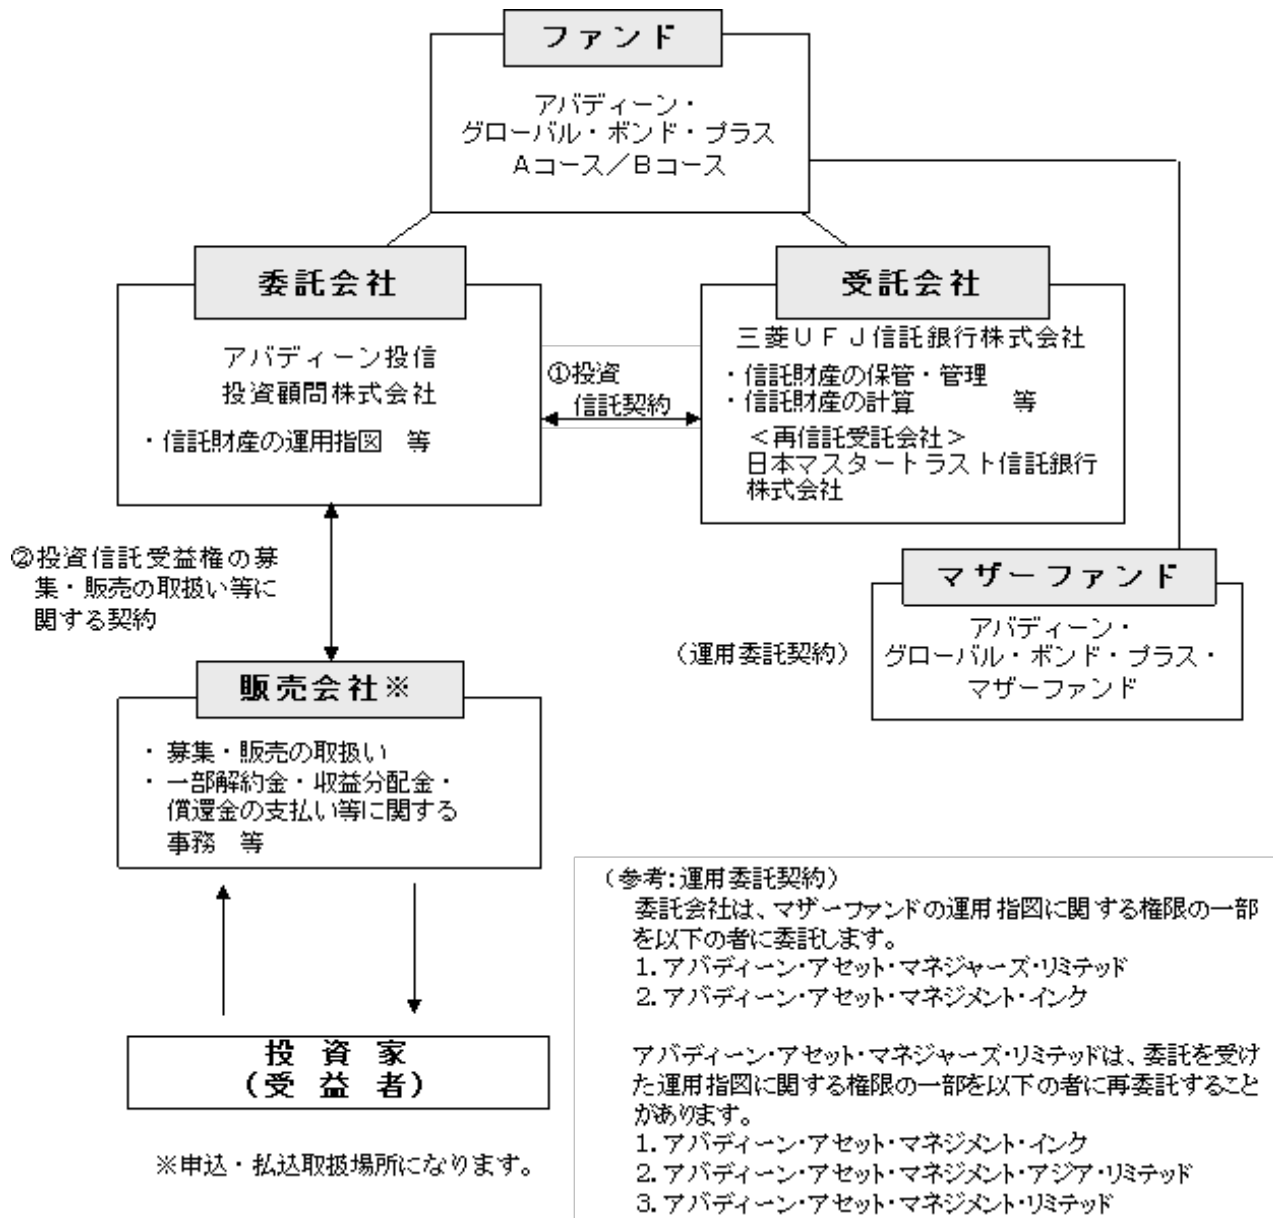 ファンド
アバディーン・
グローバル・ボンド・プラス
Aコース／Bコース
委託会社
アバディーン投信
投資顧問株式会社
・信託財産の運用指図　等
①投資
信託契約
受託会社
三菱ＵＦＪ信託銀行株式会社
・信託財産の保管・管理
・信託財産の計算　　　等
＜再信託受託会社＞
日本マスタートラスト信託銀行
株式会社
②投資信託受益権の募
集・販売の取扱い等に
関する契約
マザーファンド
（運用委託契約）
アバディーン・
グローバル・ボンド・プラス・
マザーファンド
販売会社※
・ 募集・販売の取扱い
・ 一部解約金・収益分配金・
償還金の支払い等に関する
事務　等
投資家
（受益者）
※申込・払込取扱場所になります。
（参考：運用委託契約）
委託会社は、マザーファンドの運用指図に関する権限の一部
を以下の者に委託します。
1. アバディーン・アセット・マネジャーズ・リミテッド
2. アバディーン・アセット・マネジメント・インク
アバディーン・アセット・マネジャーズ・リミテッドは、委託を受け
た運用指図に関する権限の一部を以下の者に再委託すること
があります。
1. アバディーン・アセット・マネジメント・インク
2. アバディーン・アセット・マネジメント・アジア・リミテッド
3. アバディーン・アセット・マネジメント・リミテッド